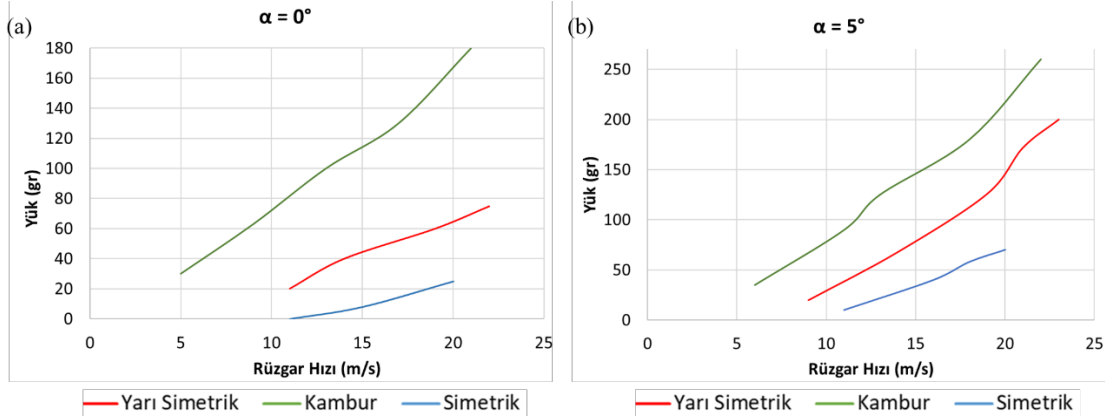 (a)
α = 0°
180
160
140
120
100
80
60
40
20
0
Yük (gr)
0 5 10 15 20 25
Rüzgar Hızı (m/s)
Yarı Simetrik Kambur Simetrik
(b)
α = 5°
250
200
150
100
50
0
Yük (gr)
0 5 10 15 20 25
Rüzgar Hızı (m/s)
Yarı Simetrik Kambur Simetrik